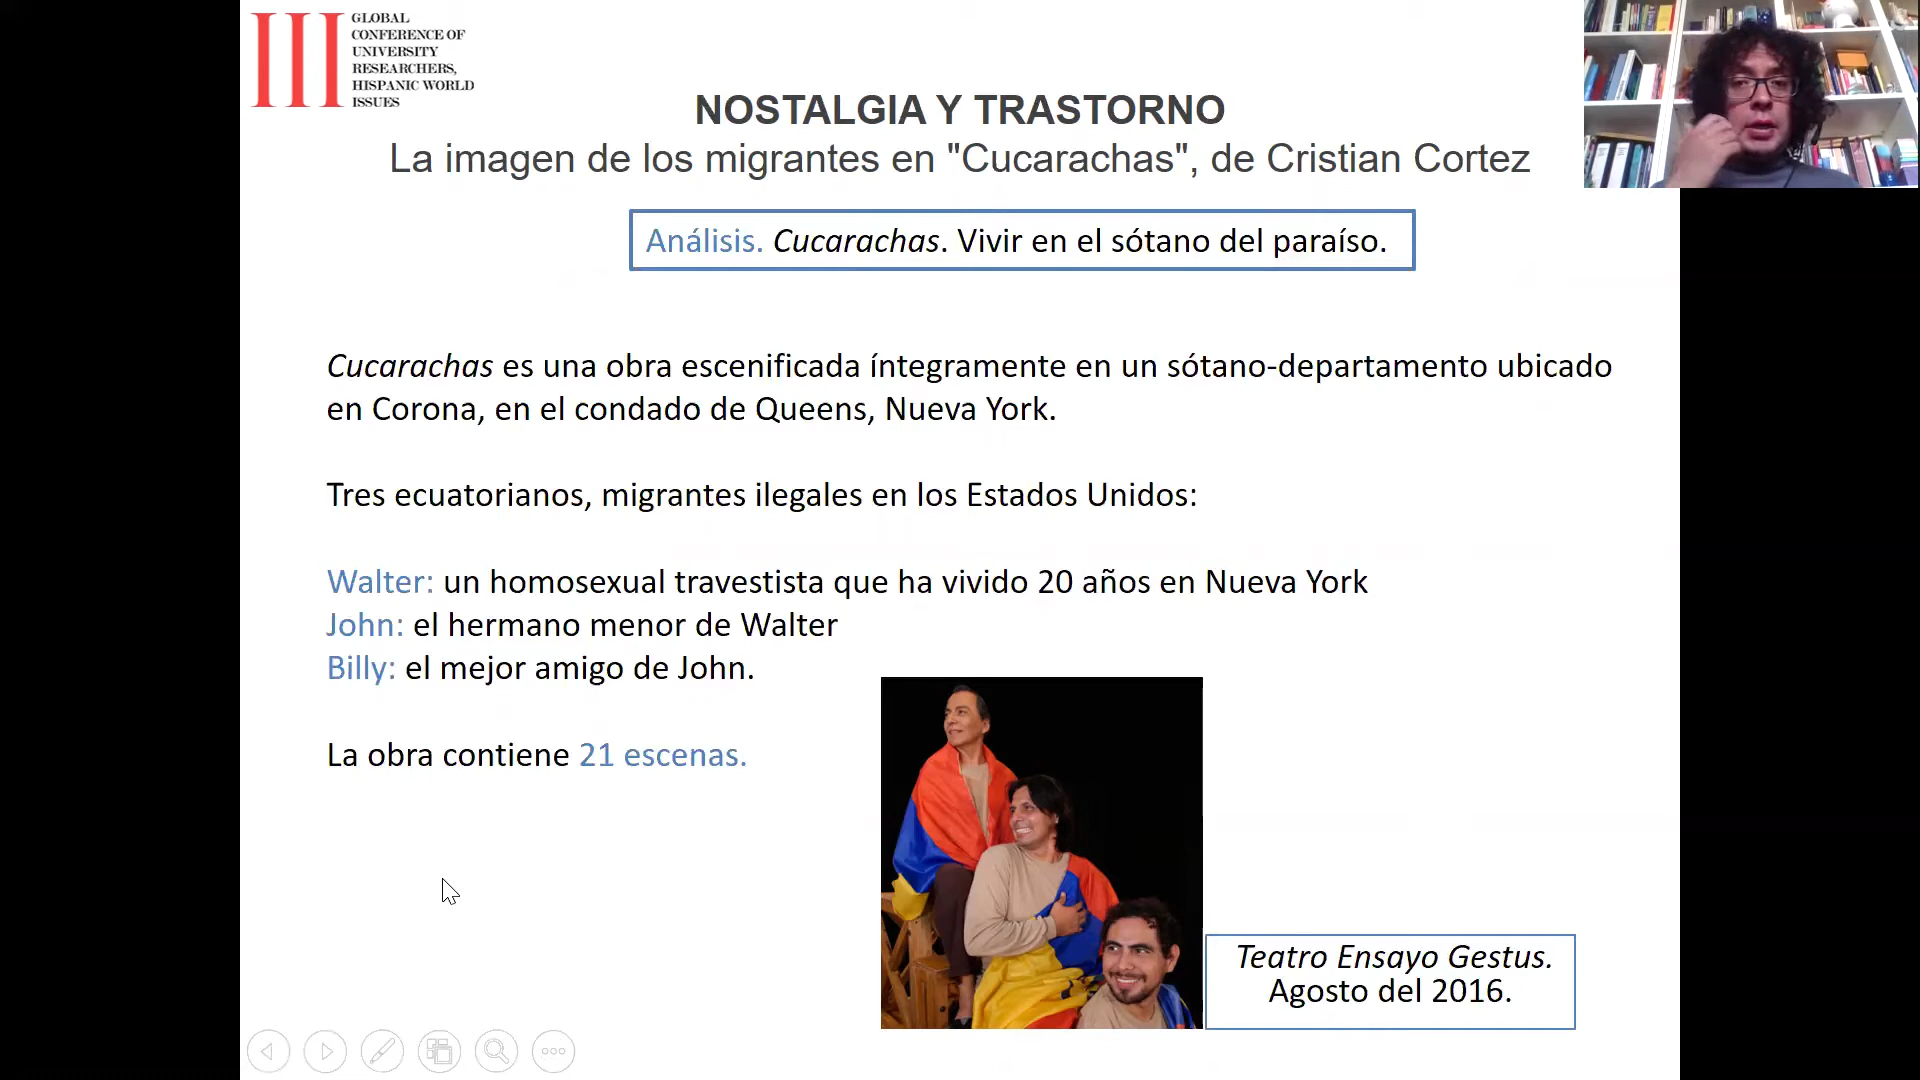 III
GLOBAL
CONFERENCE OF
UNIVERSITY
RESEARCHERS,
HISPANIC WORLD
ISSUES
NOSTALGIA Y TRASTORNO
La imagen de los migrantes en "Cucarachas", de Cristian Cortez
Análisis. Cucarachas. Vivir en el sótano del paraíso.
Cucarachas es una obra escenificada íntegramente en un sótano-departamento ubicado
en Corona, en el condado de Queens, Nueva York.
Tres ecuatorianos, migrantes ilegales en los Estados Unidos:
Walter: un homosexual travestista que ha vivido 20 años en Nueva York
John: el hermano menor de Walter
Billy: el mejor amigo de John.
La obra contiene 21 escenas.
Teatro Ensayo Gestus.
Agosto del 2016.